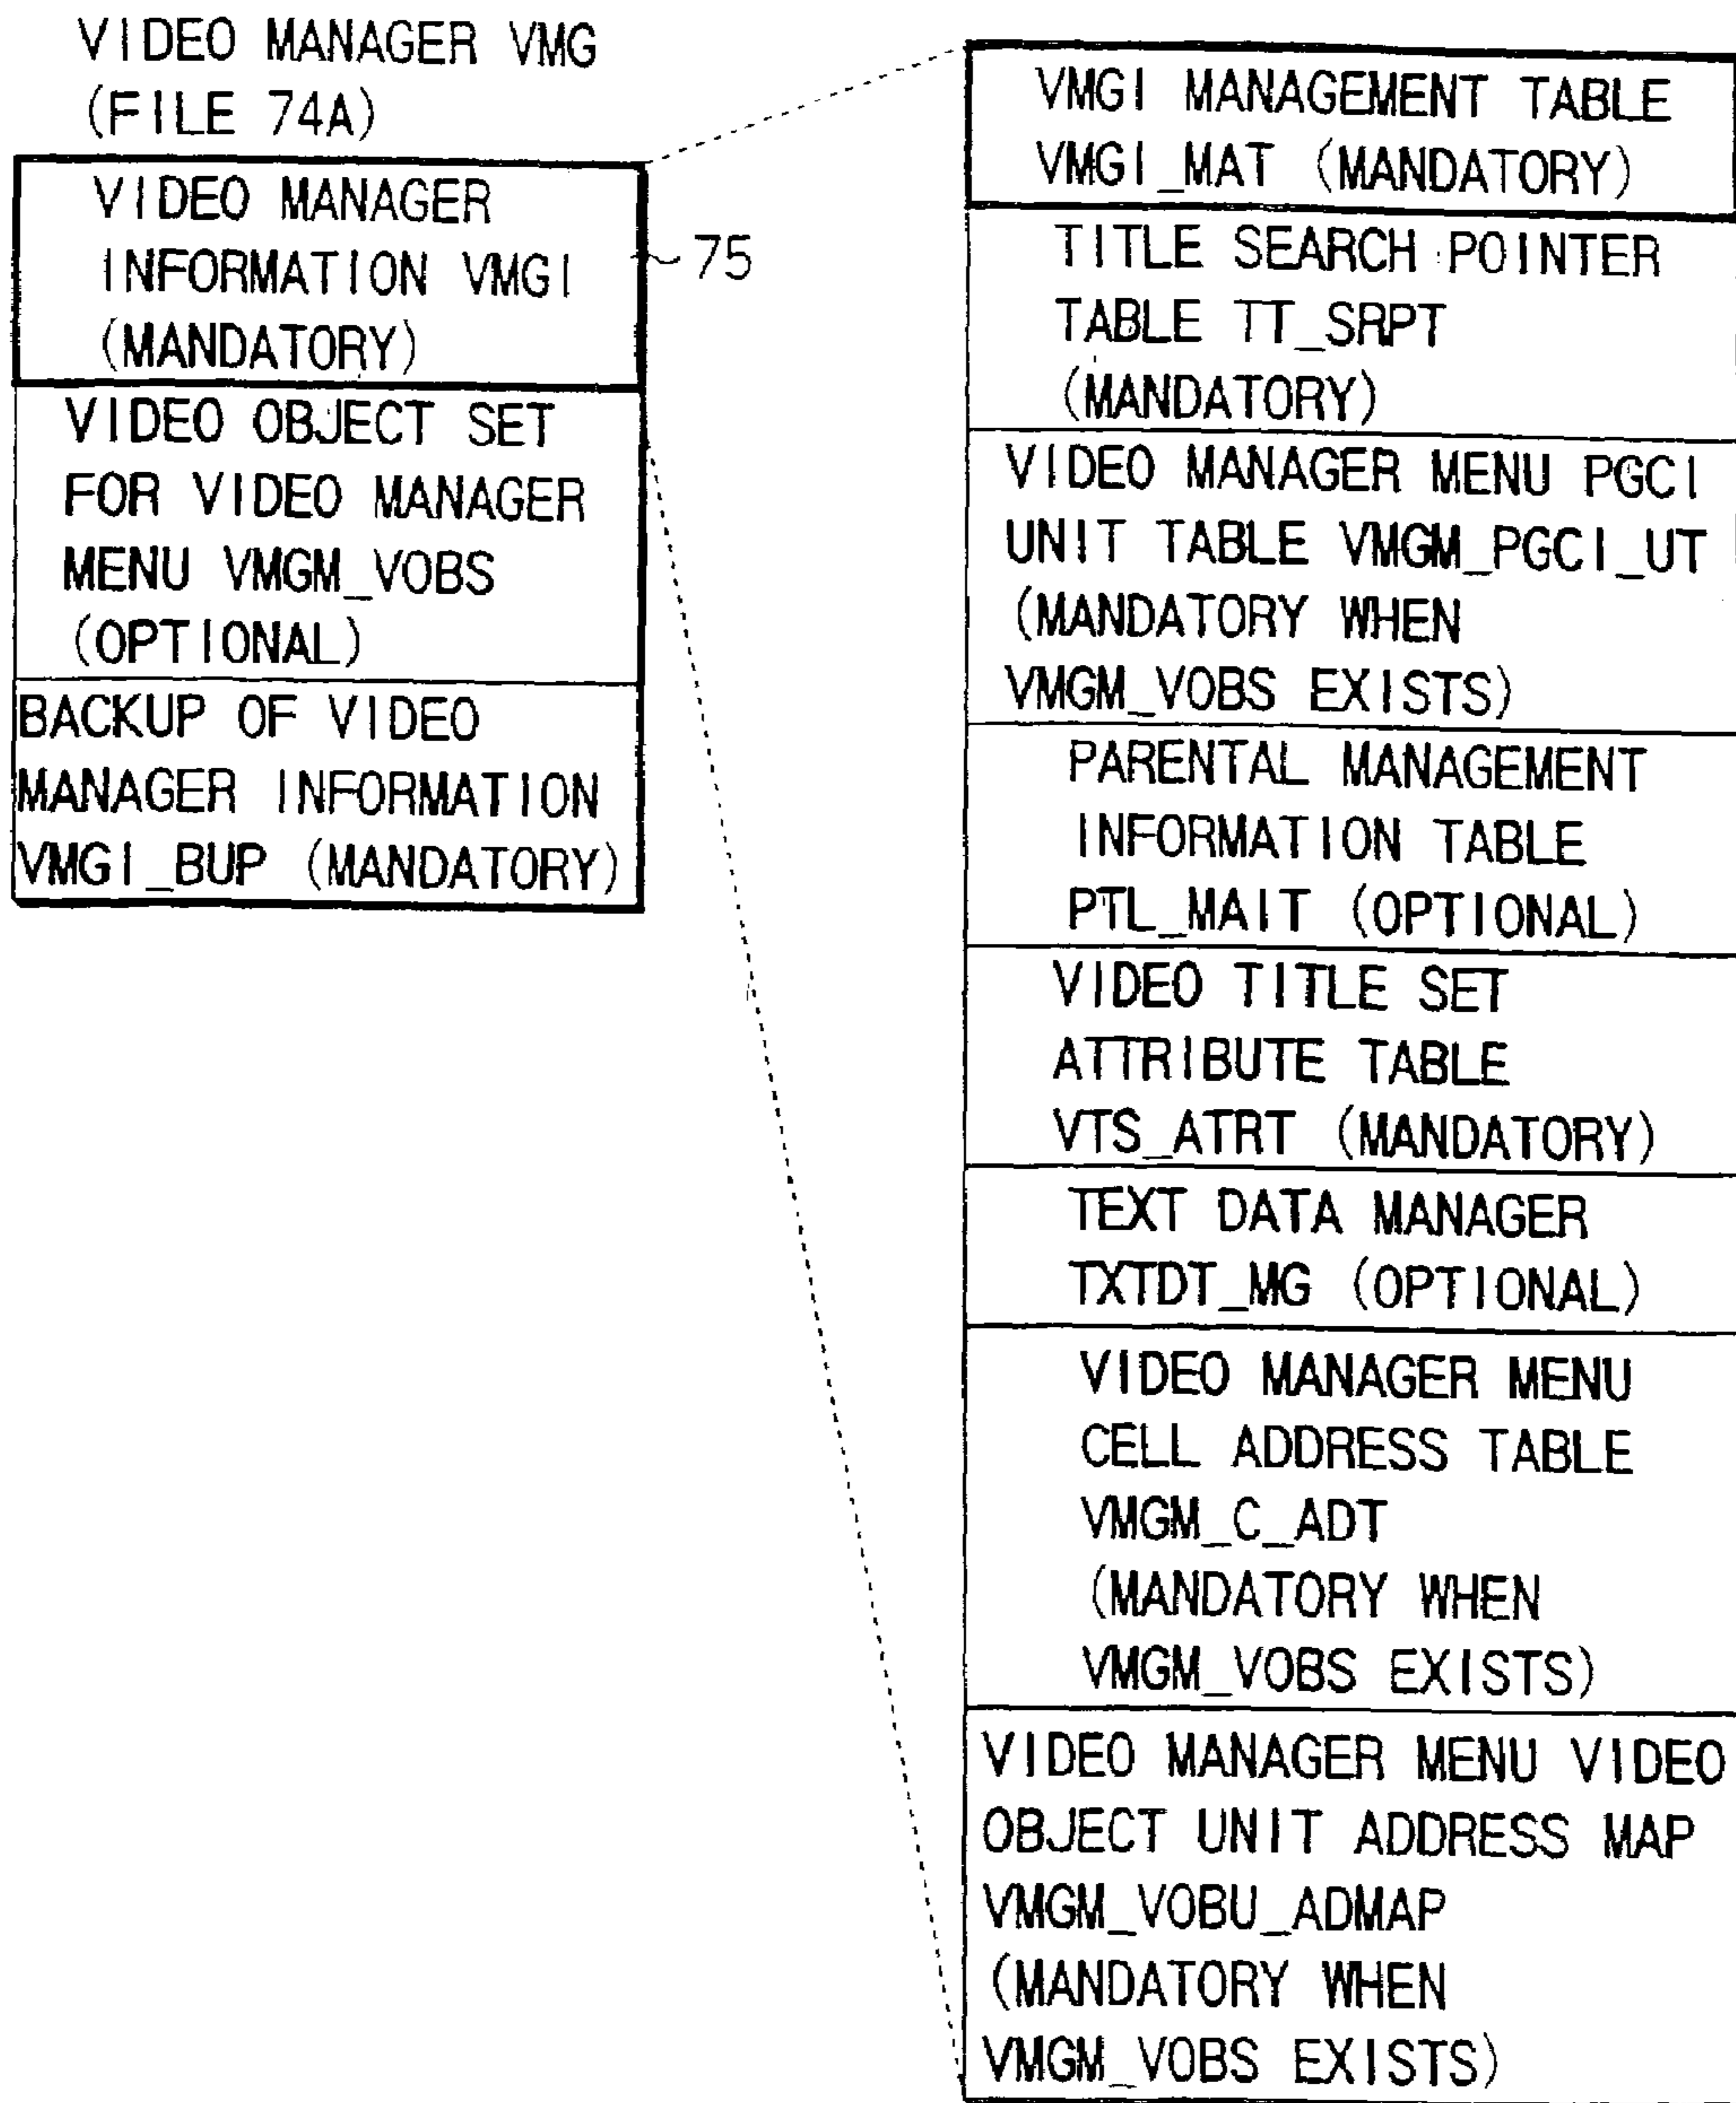 VIDEO MANAGER VMG
(FILE 74A)
VIDEO MANAGER
INFORMATION VMGI
(MANDATORY)
75
VIDEO OBJECT SET
FOR VIDEO MANAGER
MENU VMGM_VOBS
(OPTIONAL)
BACKUP OF VIDEO
MANAGER INFORMATION
VMGI_BUP (MANDATORY)
VMGI MANAGEMENT TABLE
VMGI_MAT (MANDATORY)
TITLE SEARCH POINTER
TABLE TT_SRPT
(MANDATORY)
VIDEO MANAGER MENU PGCI
UNIT TABLE VMGM_PGCI_UT
(MANDATORY WHEN
VMGM_VOBS EXISTS)
PARENTAL MANAGEMENT
INFORMATION TABLE
PTL_MAIT (OPTIONAL)
VIDEO TITLE SET
ATTRIBUTE TABLE
VTS_ATRT (MANDATORY)
TEXT DATA MANAGER
TXTDT_MG (OPTIONAL)
VIDEO MANAGER MENU
CELL ADDRESS TABLE
VMGM_C_ADT
(MANDATORY WHEN
VMGM_VOBS EXISTS)
VIDEO MANAGER MENU VIDEO
OBJECT UNIT ADDRESS MAP
VMGM_VOBU_ADMAP
(MANDATORY WHEN
VMGM_VOBS EXISTS)